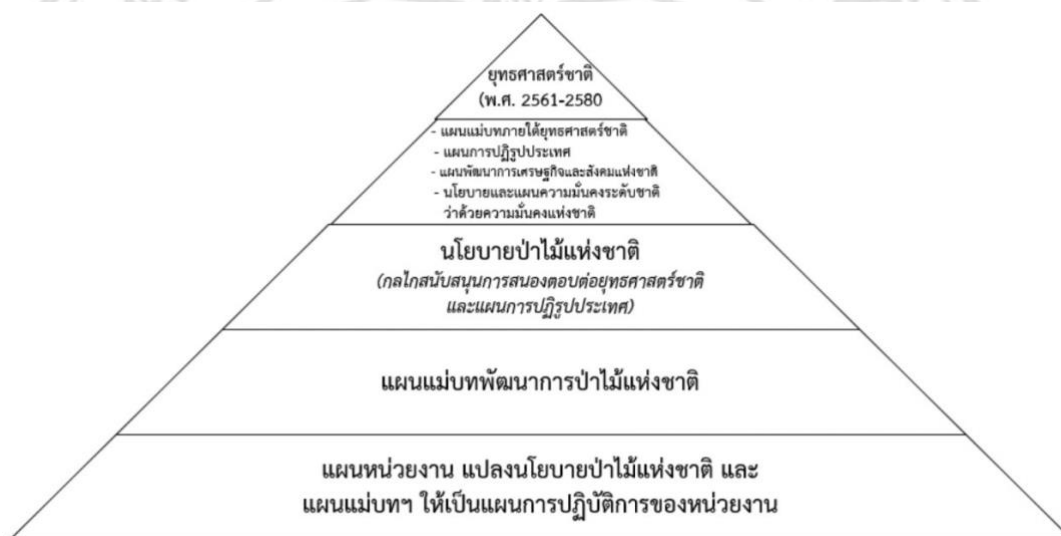 ยุทธศาสตร์ชาติ
(พ.ศ. 2561-2580
- แผนแม่บทภายใต้ยุทธศาสตร์ชาติ
- แผนการปฏิรูปประเทศ
- แผนพัฒนาการเศรษฐกิจและสังคมแห่งชาติ
- นโยบายและแผนความมั่นคงระดับชาติ
ว่าด้วยความมั่นคงแห่งชาติ
นโยบายป่าไม้แห่งชาติ
(กลไกสนับสนุนการสนองตอบต่อยุทธศาสตร์ชาติ
และแผนการปฏิรูปประเทศ)
แผนแม่บทพัฒนาการป่าไม้แห่งชาติ
แผนหน่วยงาน แปลงนโยบายป่าไม้แห่งชาติ และ
แผนแม่บทฯ ให้เป็นแผนการปฏิบัติการของหน่วยงาน